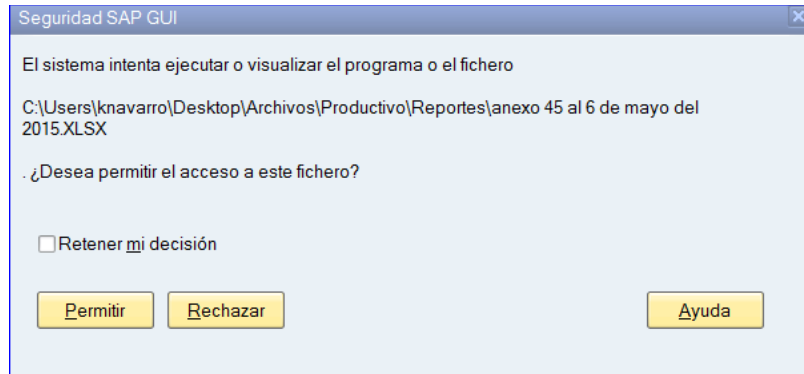 Seguridad SAP GUI
El sistema intenta ejecutar o visualizar el programa o el fichero
C:\Users\knavarro\Desktop\Archivos\Productivo\Reportes\anexo 45 al 6 de mayo del
2015.XLSX
. ¿Desea permitir el acceso a este fichero?
Retener mi decisión
Permitir Rechazar Ayuda